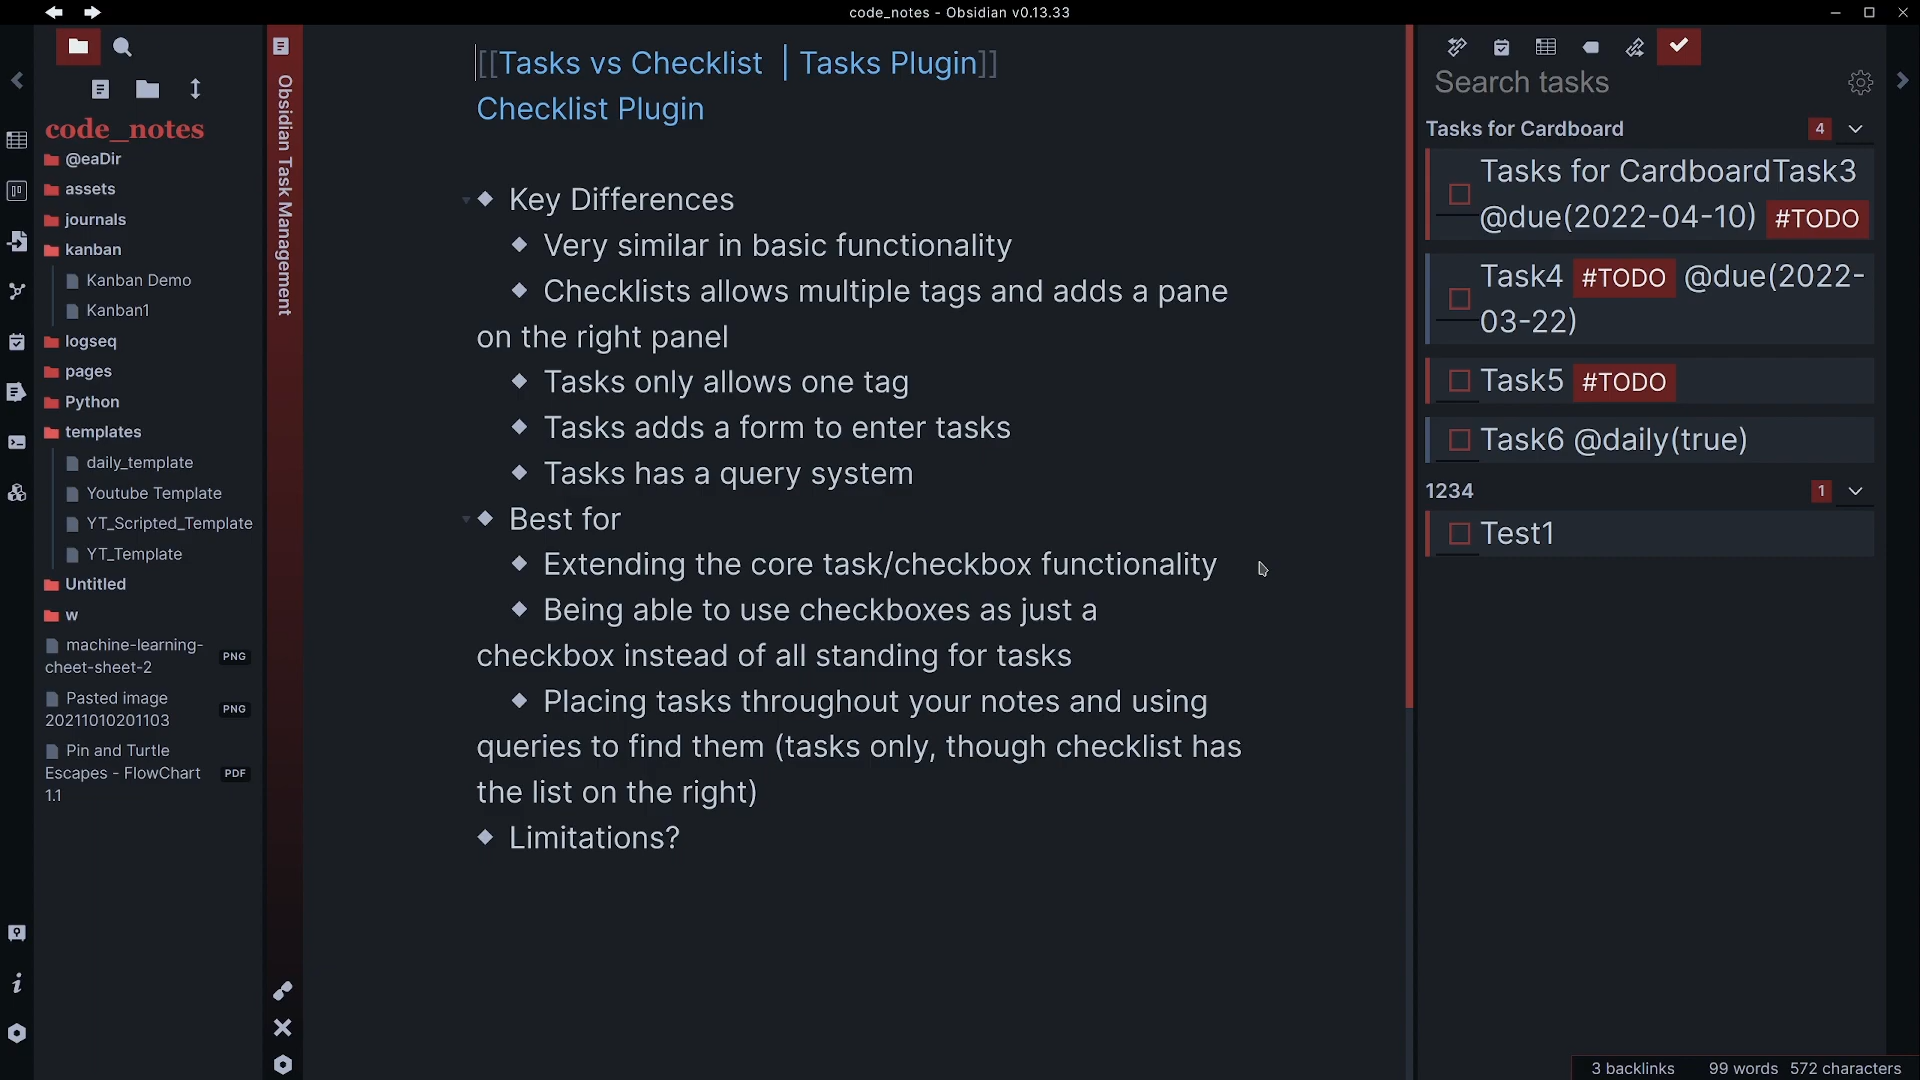 code_notes - Obsidian v0.13.33
code_notes
@eaDir
assets
journals
kanban
Kanban Demo
Kanban1
logseq
pages
Python
templates
daily_template
Youtube Template
YT_Scripted_Template
YT_Template
Untitled
w
machine-learning-
cheet-sheet-2
PNG
Pasted image
20211010201103
PNG
Pin and Turtle
Escapes - FlowChart
1.1
PDF
Obsidian Task Management
[[Tasks vs Checklist | Tasks Plugin]]
Checklist Plugin
Key Differences
Very similar in basic functionality
Checklists allows multiple tags and adds a pane
on the right panel
Tasks only allows one tag
Tasks adds a form to enter tasks
Tasks has a query system
Best for
Extending the core task/checkbox functionality
Being able to use checkboxes as just a
checkbox instead of all standing for tasks
Placing tasks throughout your notes and using
queries to find them (tasks only, though checklist has
the list on the right)
Limitations?
Search tasks
Tasks for Cardboard 4
Tasks for CardboardTask3
@due(2022-04-10) #TODO
Task4 #TODO @due(2022-
03-22)
Task5 #TODO
Task6 @daily(true)
1234 1
Test1
3 backlinks 99 words 572 characters